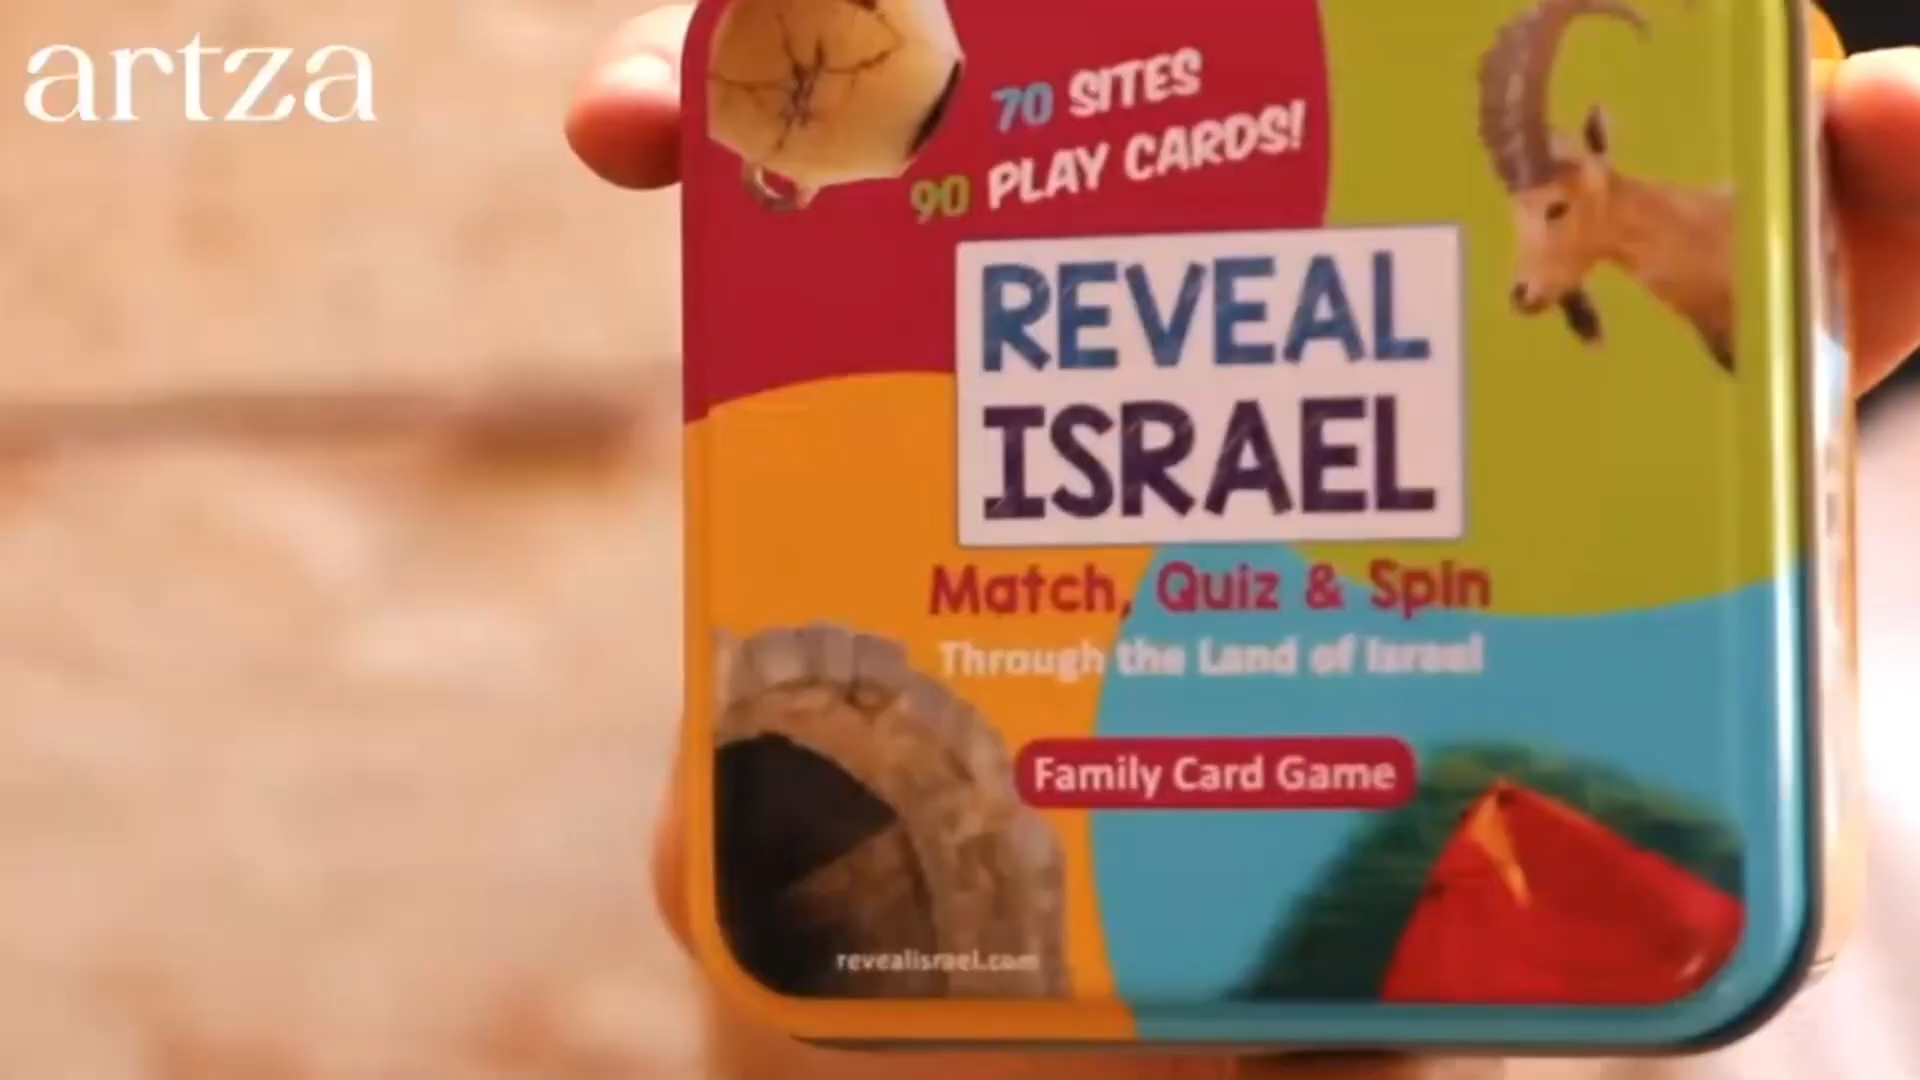 artza
70 SITES
90 PLAY CARDS!
REVEAL
ISRAEL
Match, Quiz & Spin
Through the Land of Israel
Family Card Game
revealisrael.com